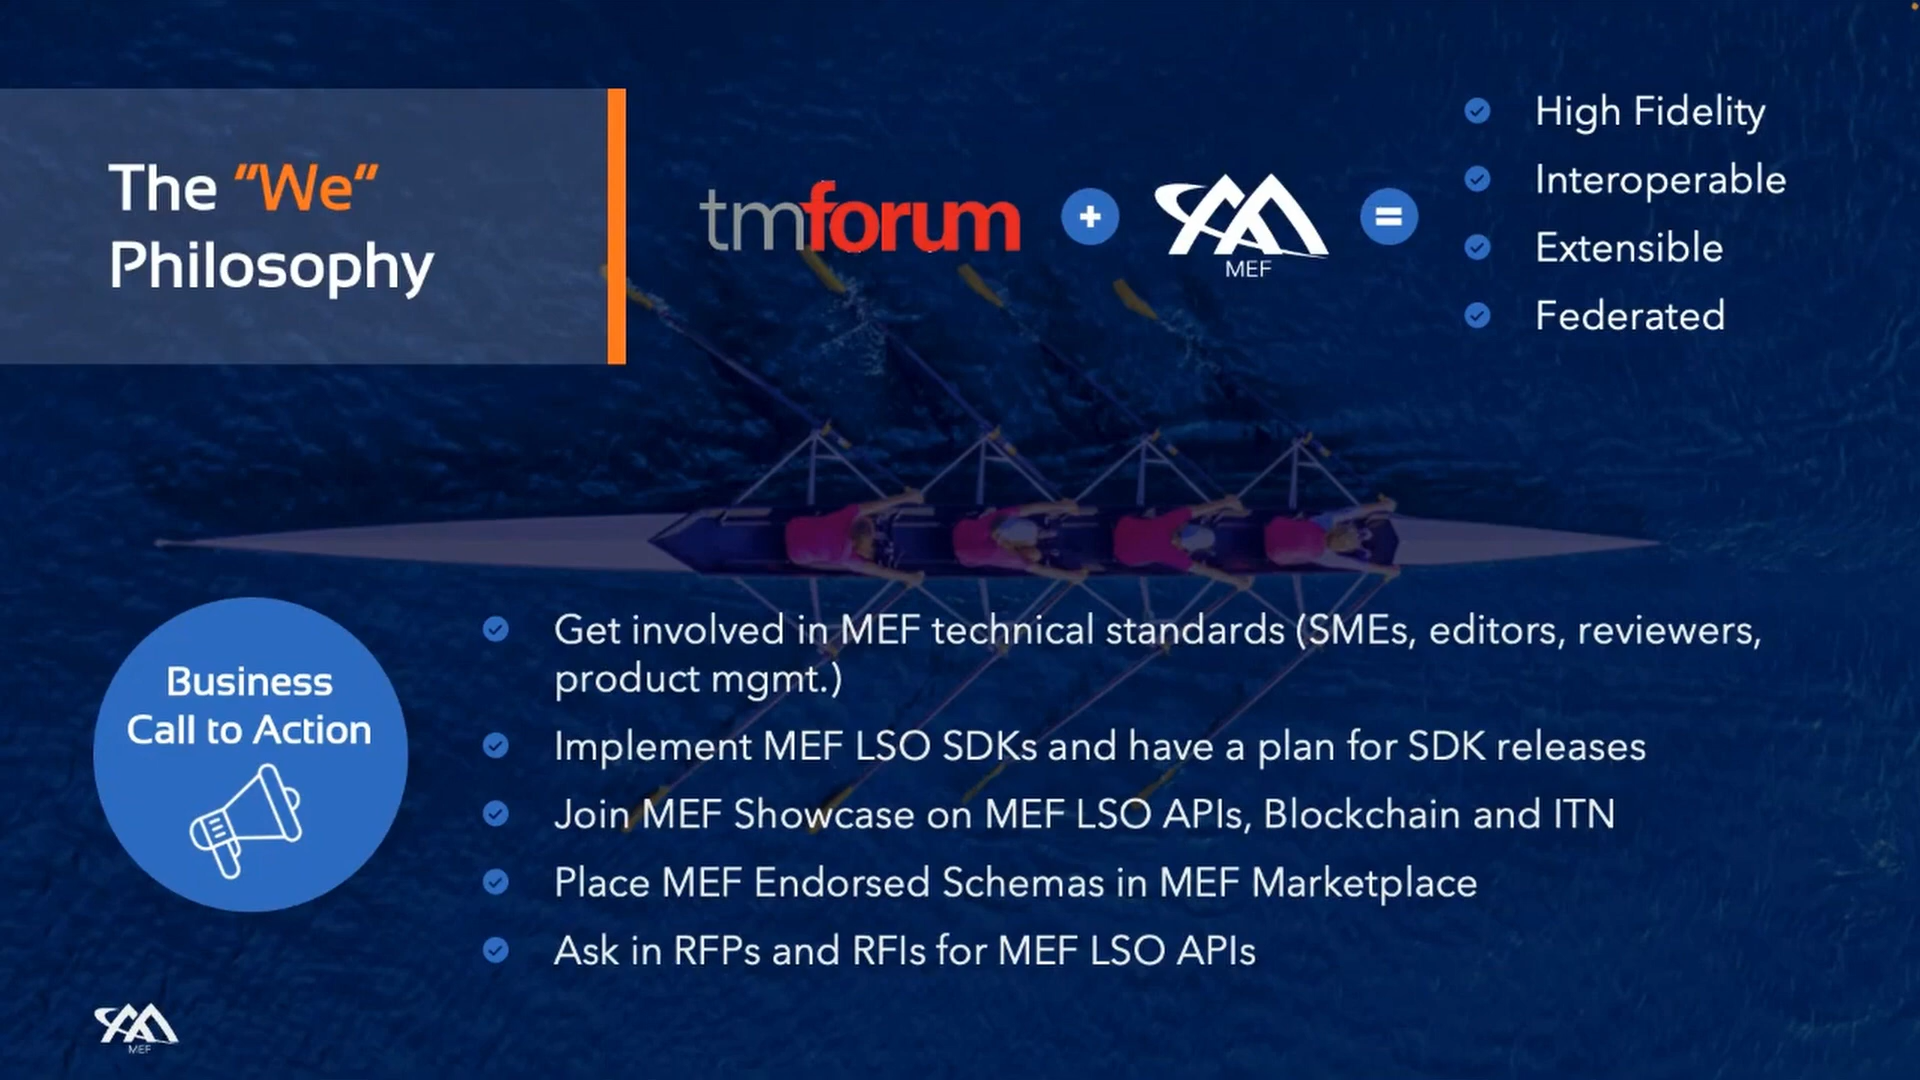 The "We"
Philosophy
tmforum
MEF
High Fidelity
Interoperable
Extensible
Federated
Business
Call to Action
Get involved in MEF technical standards (SMEs, editors, reviewers,
product mgmt.)
Implement MEF LSO SDKs and have a plan for SDK releases
Join MEF Showcase on MEF LSO APIs, Blockchain and ITN
Place MEF Endorsed Schemas in MEF Marketplace
Ask in RFPs and RFIs for MEF LSO APIs
MEF